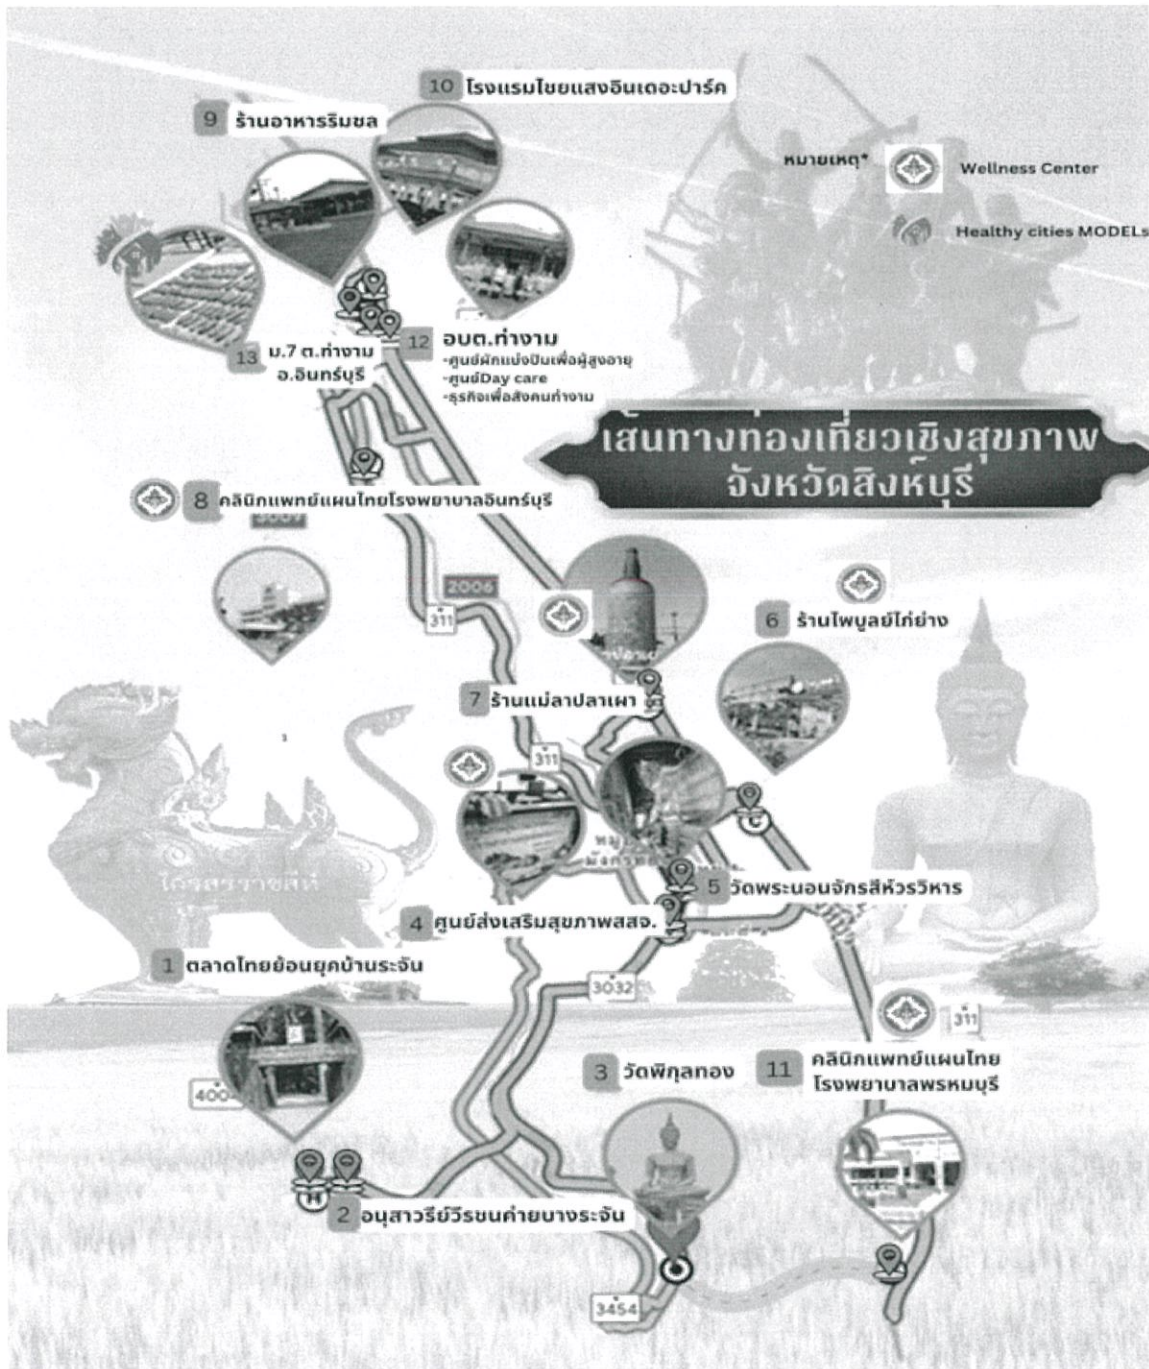 10 โรงแรมไชยแสงอินเดอะปาร์ค
9 ร้านอาหารริมชล
หมายเหตุ*
Wellness Center
Healthy cities MODELs
12 อบต.ท่างาม
-ศูนย์ผักแบ่งปันเพื่อผู้สูงอายุ
-ศูนย์Day care
-ธุรกิจเพื่อสังคมท่างาม
13 ม.7 ต.ท่างาม
อ.อินทร์บุรี
เส้นทางท่องเที่ยวเชิงสุขภาพ
จังหวัดสิงห์บุรี
8 คลินิกแพทย์แผนไทยโรงพยาบาลอินทร์บุรี
2006
311
6 ร้านไพบูลย์ไก่ย่าง
7 ร้านแม่ลาปลาเผา
311
ไกรสรราชสีห์
5 วัดพระนอนจักรสีห์วรวิหาร
4 ศูนย์ส่งเสริมสุขภาพสสจ.
1 ตลาดไทยย้อนยุคบ้านระจัน
3032
311
3 วัดพิกุลทอง
11 คลินิกแพทย์แผนไทย
โรงพยาบาลพรหมบุรี
H
2 อนุสาวรีย์วีรชนค่ายบางระจัน
3454